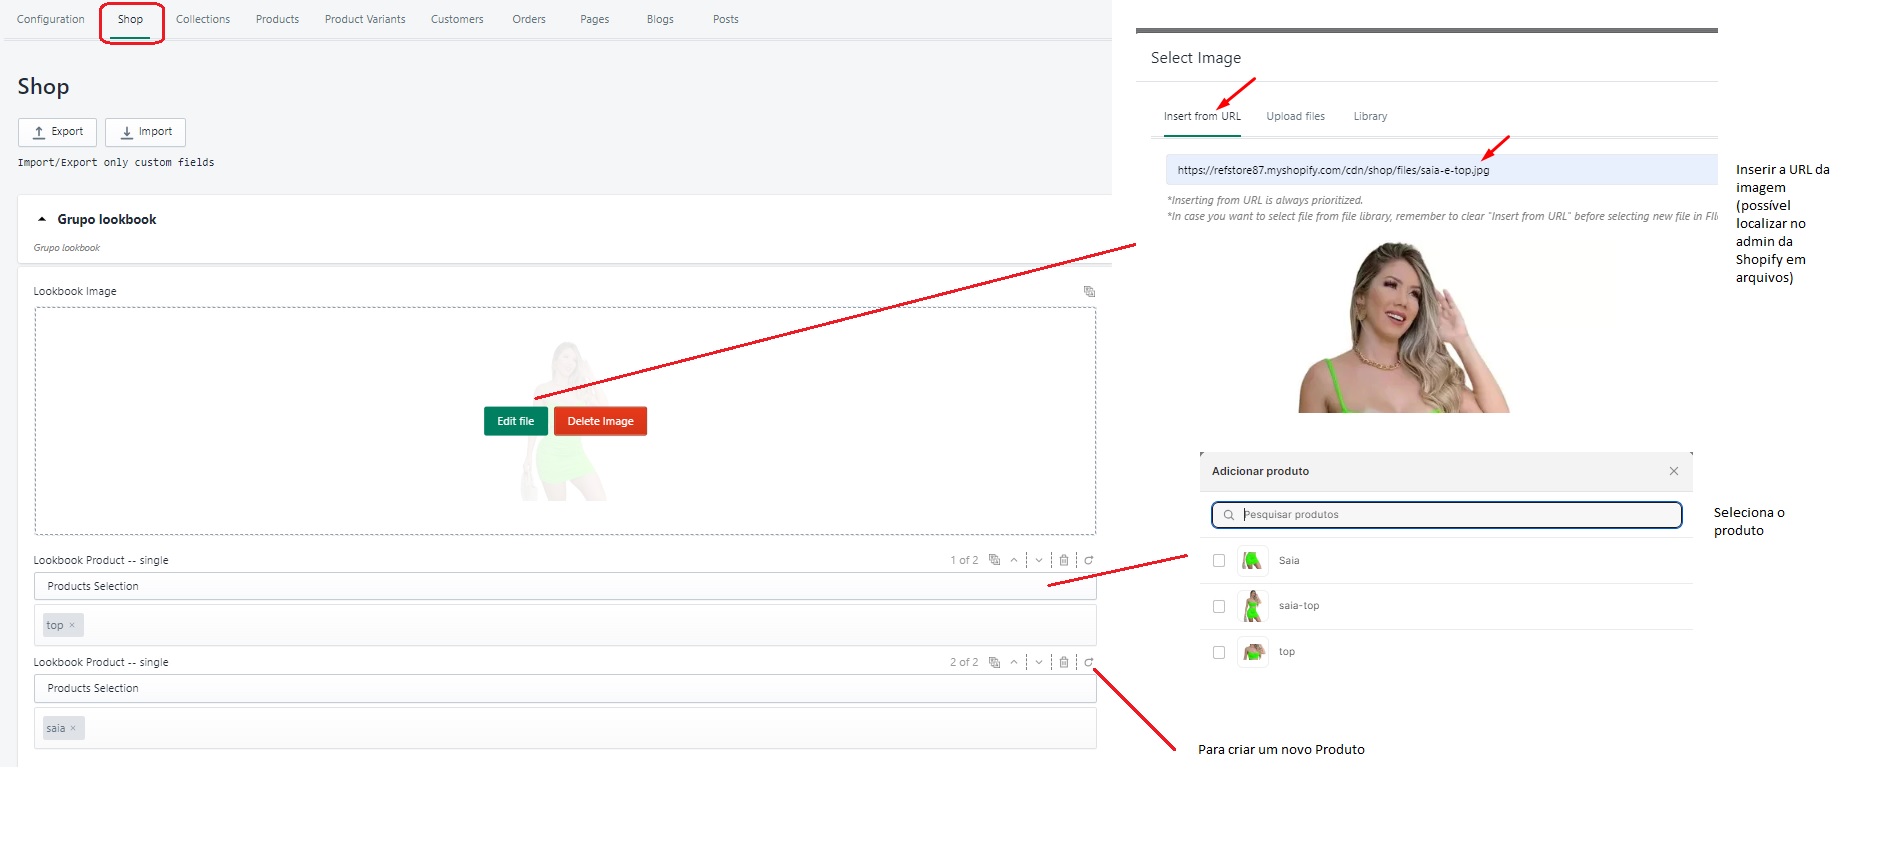 Configuration Shop Collections Products Product Variants Customers Orders Pages Blogs Posts
Shop
Export Import
Import/Export only custom fields
Grupo lookbook
Grupo lookbook
Lookbook Image
Edit file Delete Image
Lookbook Product -- single 1 of 2
Products Selection
top ×
Lookbook Product -- single 2 of 2
Products Selection
saia ×
Select Image
Insert from URL Upload files Library
https://refstore87.myshopify.com/cdn/shop/files/saia-e-top.jpg
*Inserting from URL is always prioritized.
*In case you want to select file from file library, remember to clear "Insert from URL" before selecting new file in
Inserir a URL da
imagem
(possível
localizar no
admin da
Shopify em
arquivos)
Adicionar produto
Pesquisar produtos
Saia
saia-top
top
Seleciona o
produto
Para criar um novo Produto